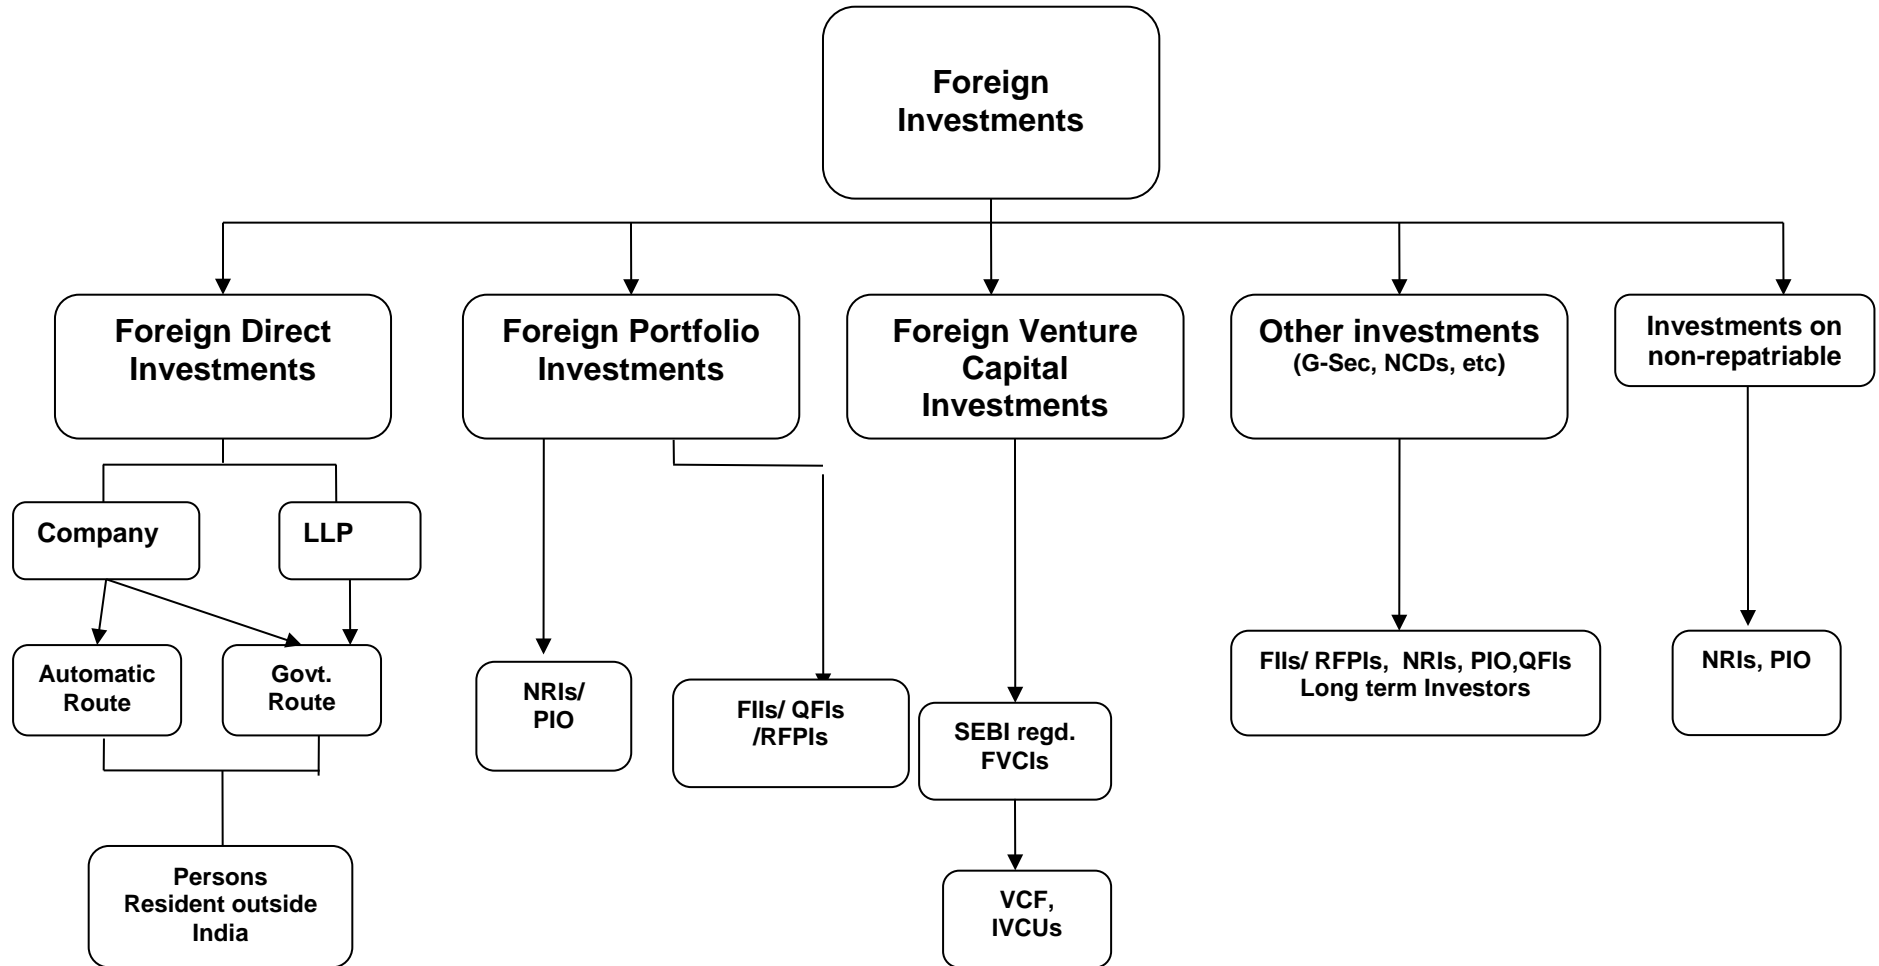 Foreign
Investments
Foreign Direct
Investments
Foreign Portfolio
Investments
Foreign Venture
Capital
Investments
Other investments
(G-Sec, NCDs, etc)
Investments on
non-repatriable
Company
LLP
Automatic
Route
Govt.
Route
NRIs/
PIO
FIIs/ QFIs
/RFPIs
SEBI regd.
FVCIs
FIIs/ RFPIs,  NRIs, PIO,QFIs
Long term Investors
NRIs, PIO
Persons
Resident outside
India
VCF,
IVCUs